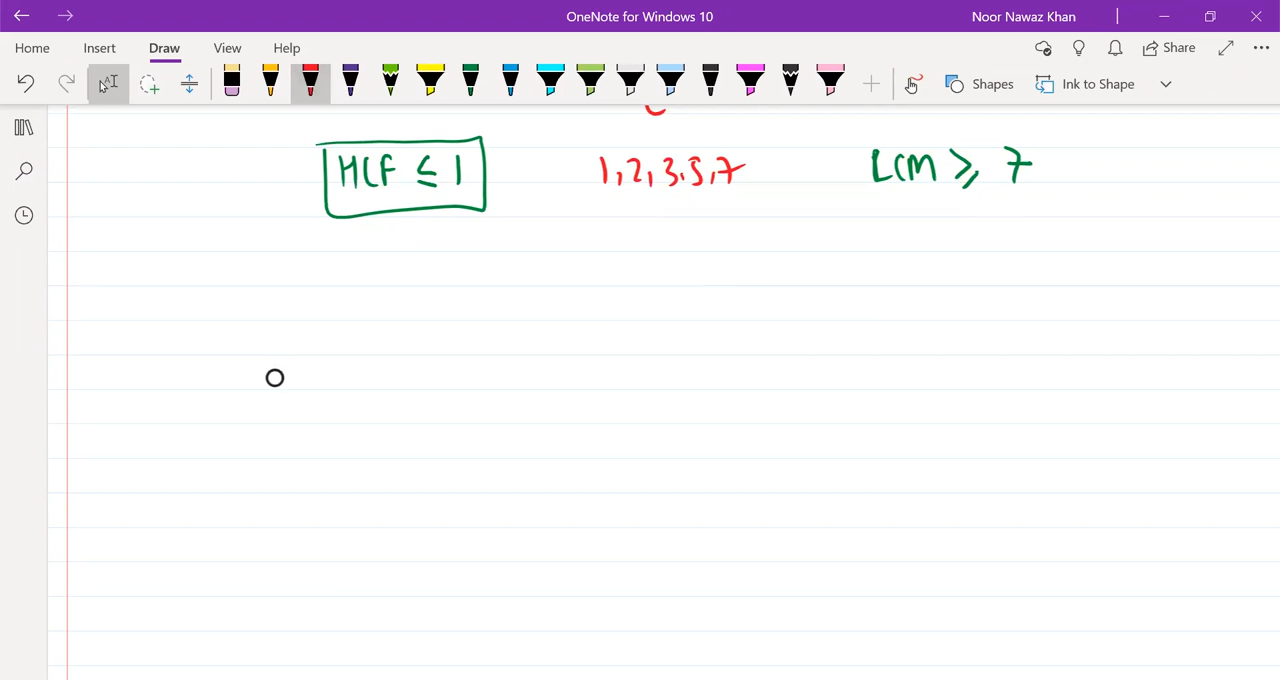 OneNote for Windows 10
Noor Nawaz Khan
Home Insert Draw View Help
Share
Shapes
Ink to Shape
HCF ≤ 1
1,2,3,5,7
LCM ≥ 7